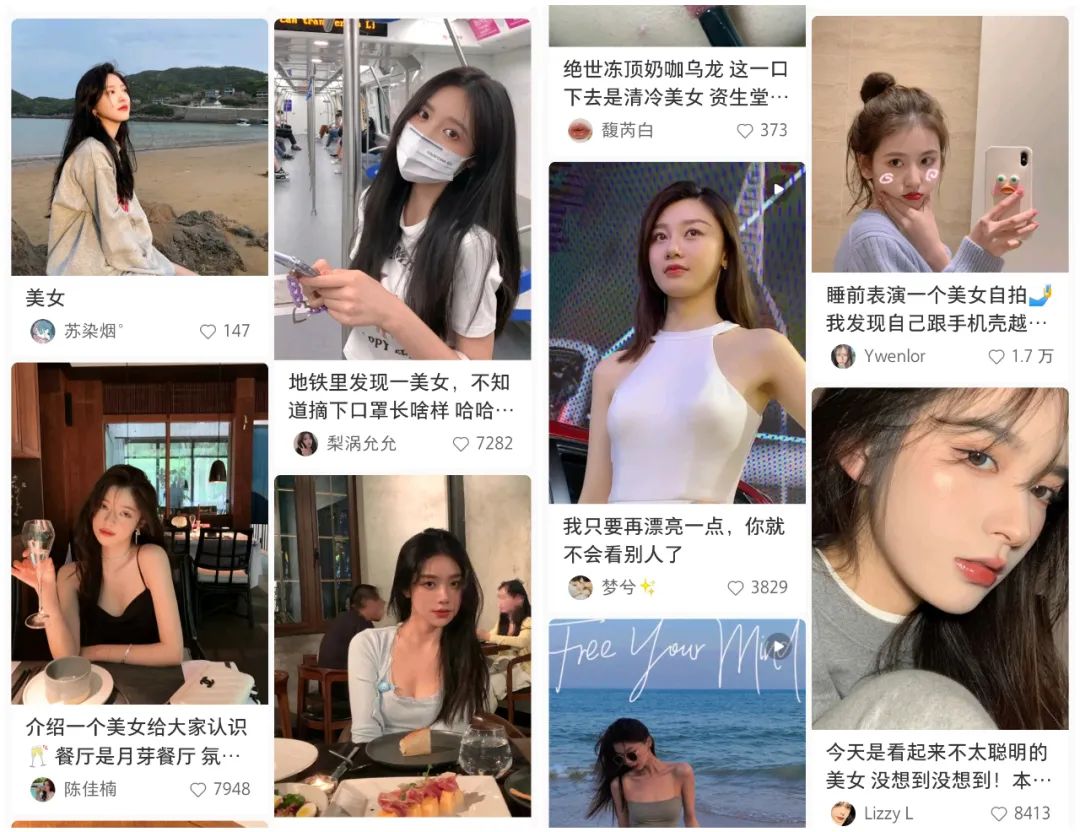 美女
苏染烟°
147
介绍一个美女给大家认识
🥂 餐厅是月芽餐厅 氛…
陈佳楠
7948
地铁里发现一美女，不知
道摘下口罩长啥样 哈哈…
梨涡允允
7282
绝世冻顶奶咖乌龙 这一口
下去是清冷美女 资生堂…
馥芮白
373
我只要再漂亮一点，你就
不会看别人了
梦兮✨
3829
Free Your Mind
睡前表演一个美女自拍🤳
我发现自己跟手机壳越…
Ywenlor
1.7 万
今天是看起来不太聪明的
美女 没想到没想到！本…
Lizzy L
8413